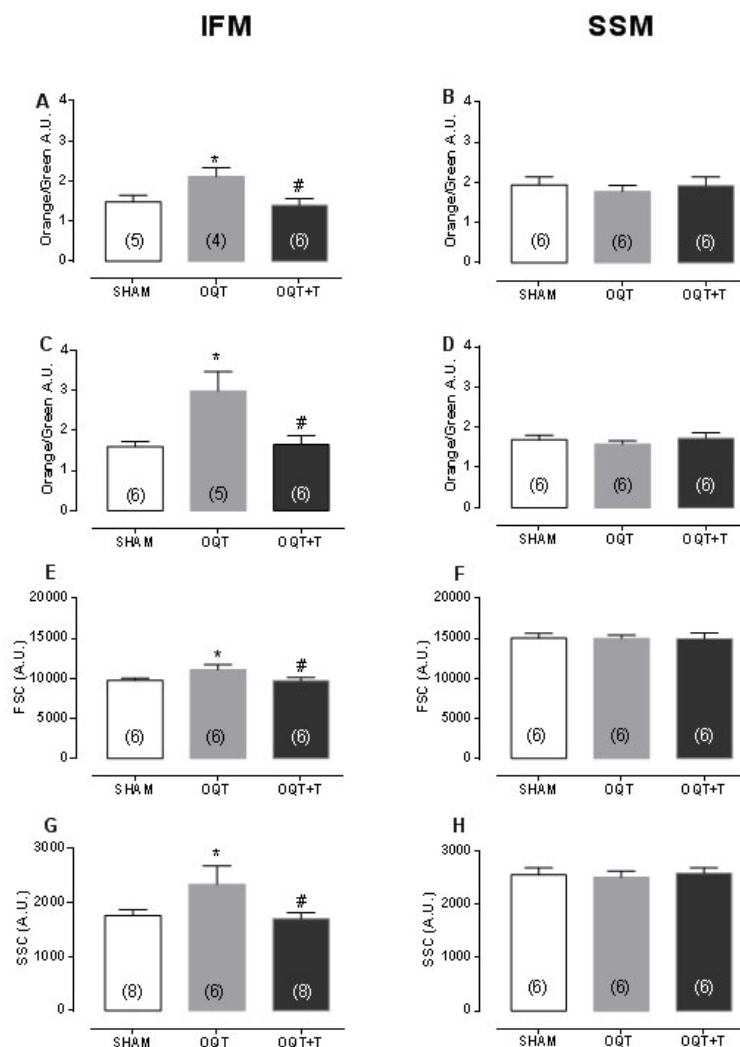 IFM
SSM
A
Orange/Green A.U.
4
3
2
1
0
*
#
(5)
(4)
(6)
SHAM
OQT
OQT+T
B
Orange/Green A.U.
4
3
2
1
0
(6)
(6)
(6)
SHAM
OQT
OQT+T
C
Orange/Green A.U.
4
3
2
1
0
*
#
(6)
(5)
(6)
SHAM
OQT
OQT+T
D
Orange/Green A.U.
4
3
2
1
0
(6)
(6)
(6)
SHAM
OQT
OQT+T
E
FSC (A.U.)
20000
15000
10000
5000
0
*
#
(6)
(6)
(6)
SHAM
OQT
OQT+T
F
FSC (A.U.)
20000
15000
10000
5000
0
(6)
(6)
(6)
SHAM
OQT
OQT+T
G
SSC (A.U.)
3000
2000
1000
0
*
#
(8)
(6)
(8)
SHAM
OQT
OQT+T
H
SSC (A.U.)
3000
2000
1000
0
(6)
(6)
(6)
SHAM
OQT
OQT+T